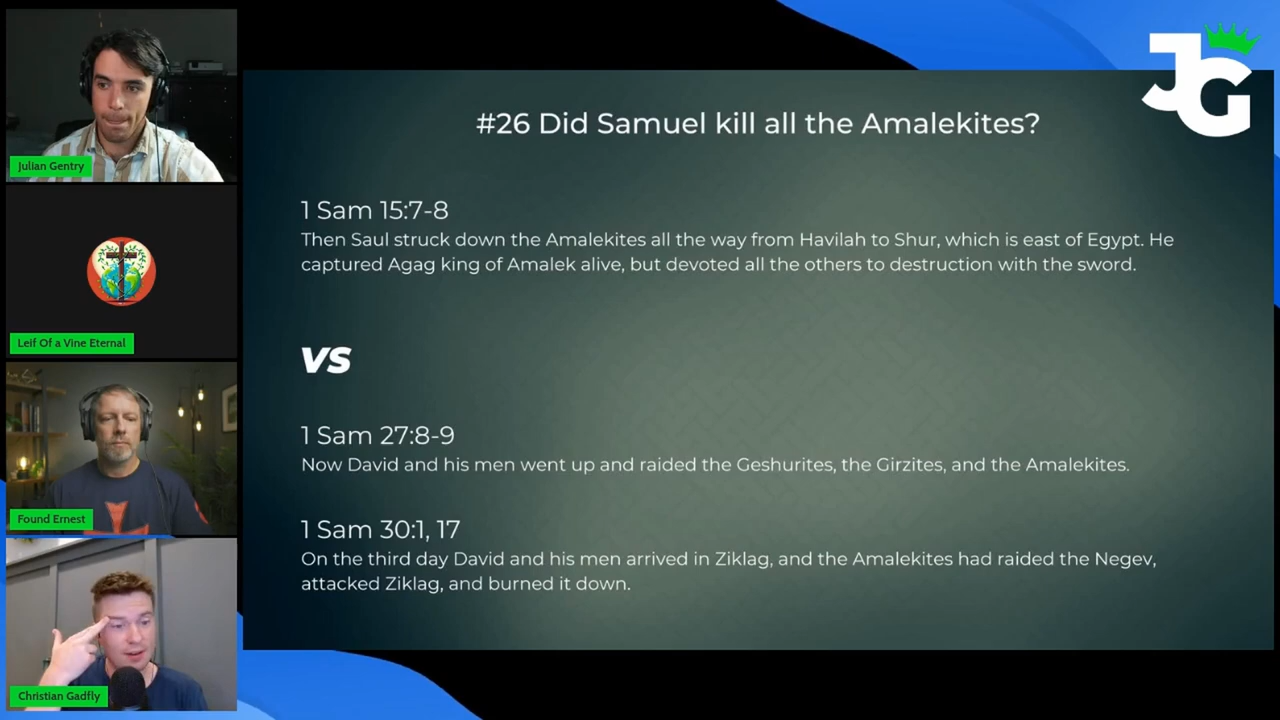 JG
#26 Did Samuel kill all the Amalekites?
1 Sam 15:7-8
Then Saul struck down the Amalekites all the way from Havilah to Shur, which is east of Egypt. He
captured Agag king of Amalek alive, but devoted all the others to destruction with the sword.
VS
1 Sam 27:8-9
Now David and his men went up and raided the Geshurites, the Girzites, and the Amalekites.
1 Sam 30:1, 17
On the third day David and his men arrived in Ziklag, and the Amalekites had raided the Negev,
attacked Ziklag, and burned it down.
Julian Gentry
Leif Of a Vine Eternal
Found Ernest
Christian Gadfly